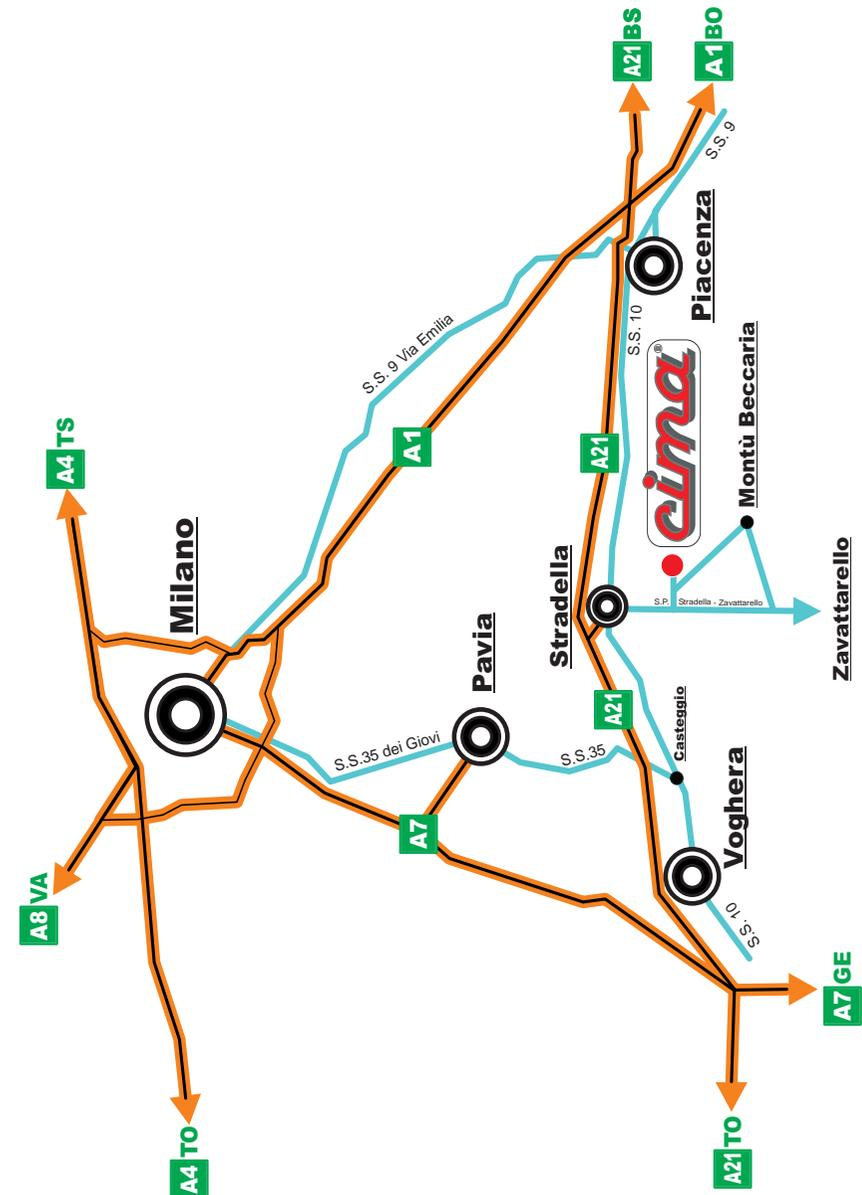 A4 TS
Milano
A8 VA
A4 TO
S.S. 9 Via Emilia
A1
S.S.35 dei Giovi
A7
Pavia
S.S.35
A21 BS
A1 BO
S.S. 9
Piacenza
S.S. 10
A21
cima®
Stradella
S.P. Stradella - Zavattarello
Montù Beccaria
Zavattarello
A21
Casteggio
Voghera
S.S. 10
A7 GE
A21 TO